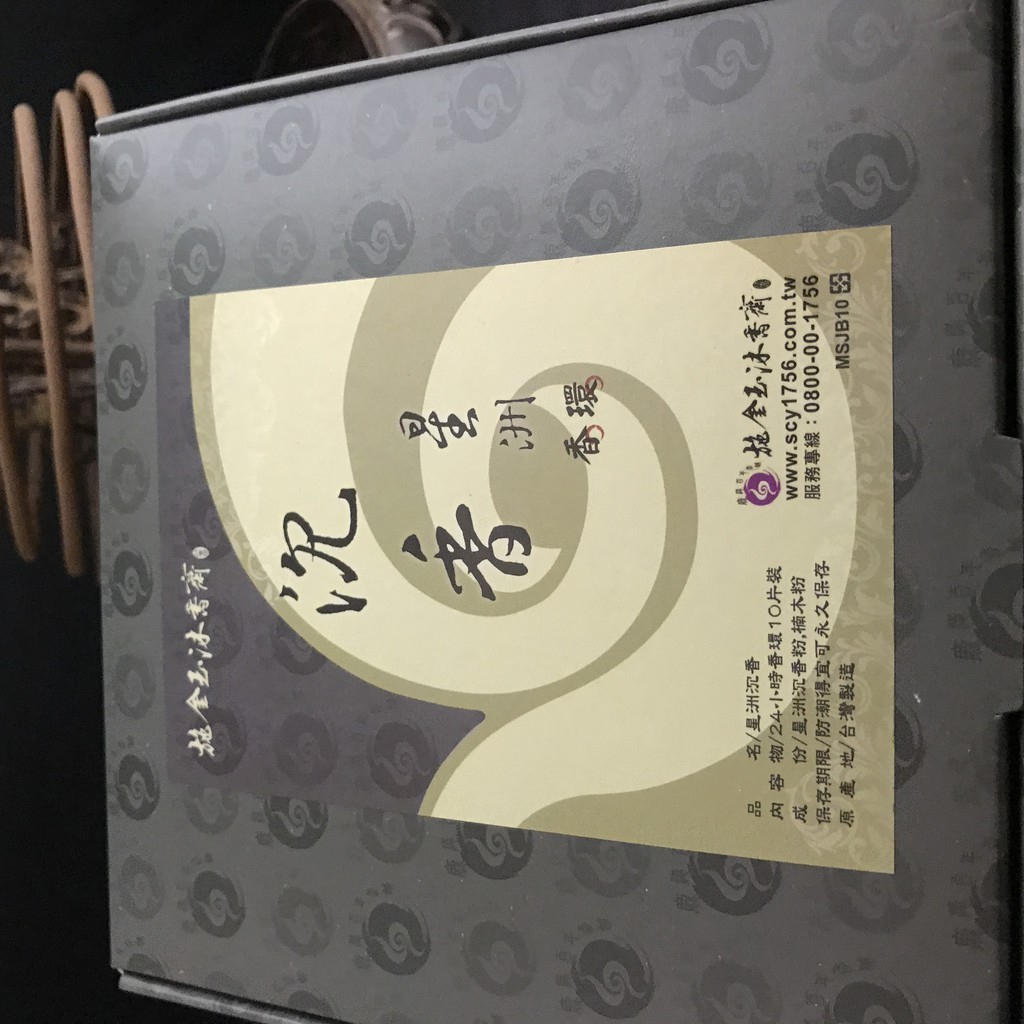 施金玉沐香齋
沉香
星洲
香環
品名/星洲沉香
內容物/24小時香環10片裝
成份/星洲沉香粉,楠木粉
保存期限/防潮得宜可永久保存
原產地/台灣製造
施金玉沐香齋
www.scy1756.com.tw
服務專線:0800-00-1756
MSJB10